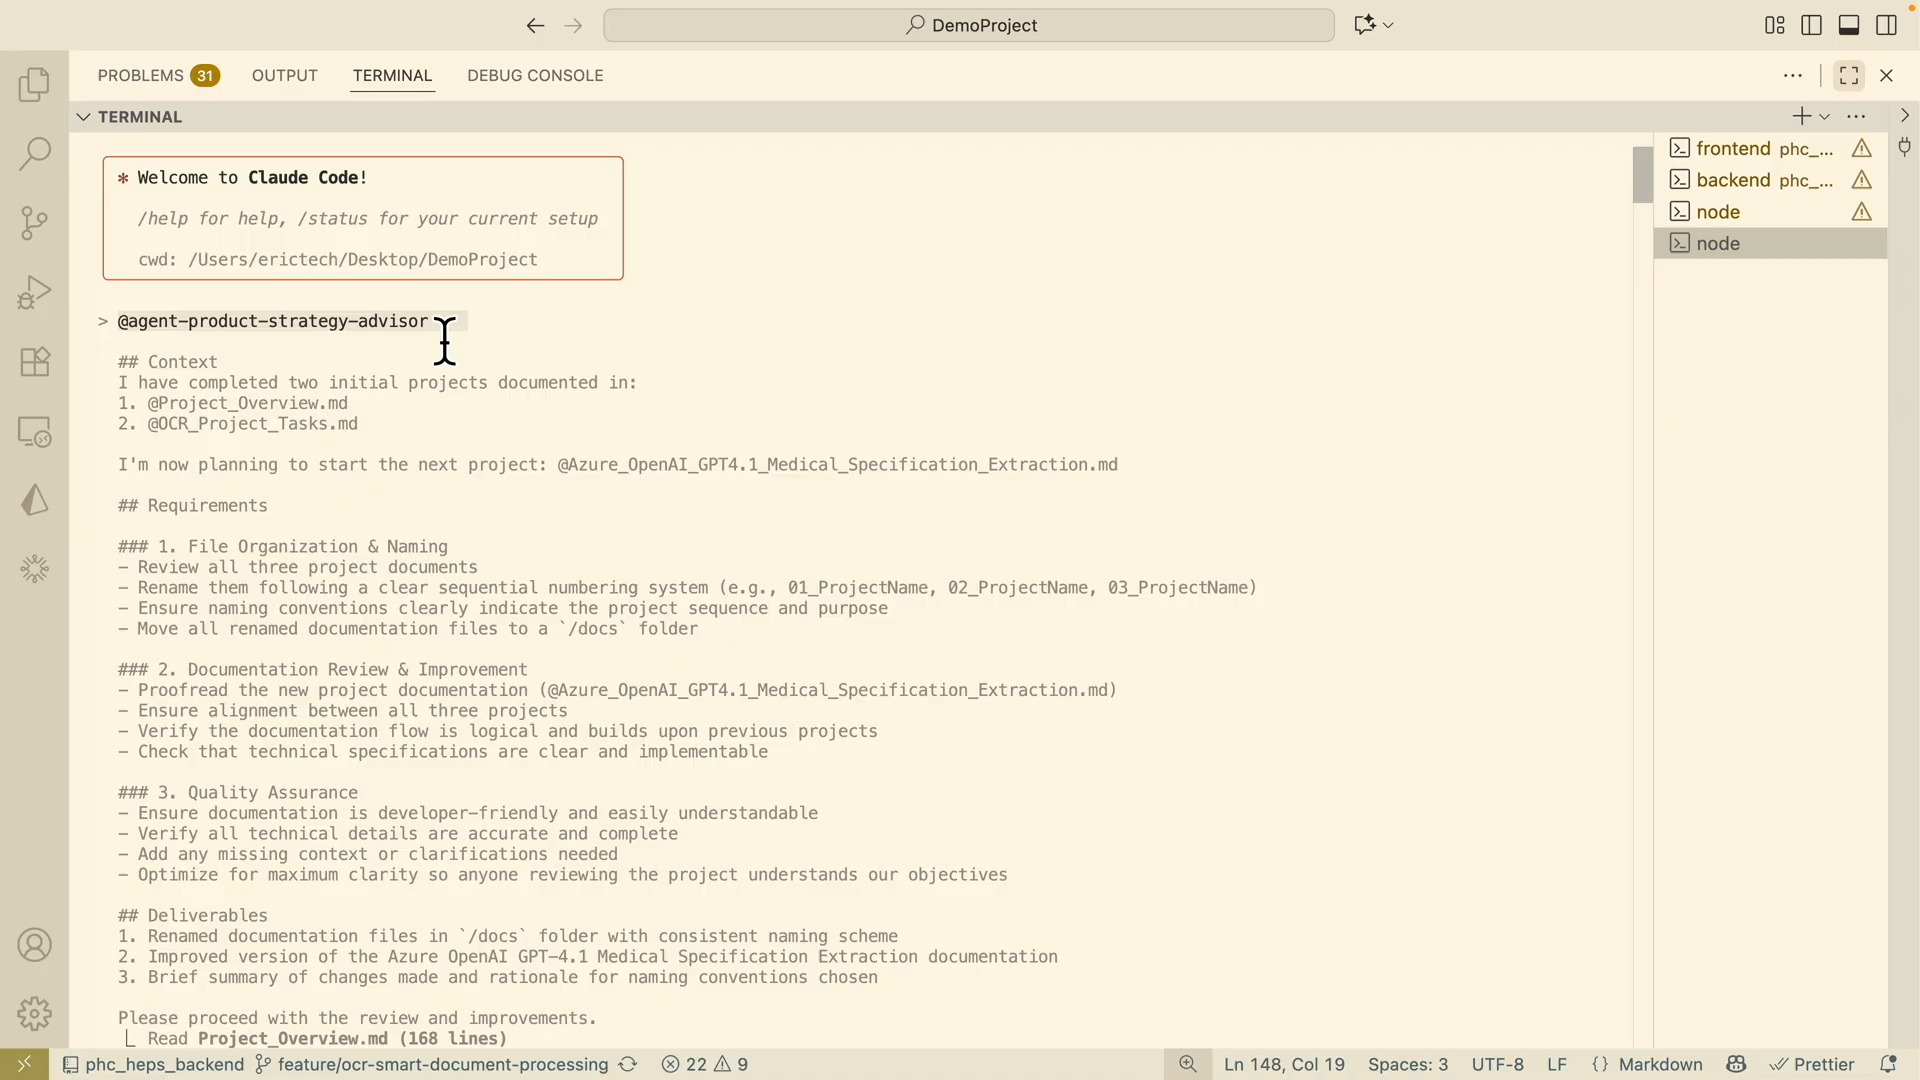 DemoProject
PROBLEMS 31 OUTPUT TERMINAL DEBUG CONSOLE
TERMINAL
* Welcome to Claude Code!
/help for help, /status for your current setup
cwd: /Users/erictech/Desktop/DemoProject
> @agent-product-strategy-advisor
## Context
I have completed two initial projects documented in:
1. @Project_Overview.md
2. @OCR_Project_Tasks.md
I'm now planning to start the next project: @Azure_OpenAI_GPT4.1_Medical_Specification_Extraction.md
## Requirements
### 1. File Organization & Naming
- Review all three project documents
- Rename them following a clear sequential numbering system (e.g., 01_ProjectName, 02_ProjectName, 03_ProjectName)
- Ensure naming conventions clearly indicate the project sequence and purpose
- Move all renamed documentation files to a `/docs` folder
### 2. Documentation Review & Improvement
- Proofread the new project documentation (@Azure_OpenAI_GPT4.1_Medical_Specification_Extraction.md)
- Ensure alignment between all three projects
- Verify the documentation flow is logical and builds upon previous projects
- Check that technical specifications are clear and implementable
### 3. Quality Assurance
- Ensure documentation is developer-friendly and easily understandable
- Verify all technical details are accurate and complete
- Add any missing context or clarifications needed
- Optimize for maximum clarity so anyone reviewing the project understands our objectives
## Deliverables
1. Renamed documentation files in `/docs` folder with consistent naming scheme
2. Improved version of the Azure OpenAI GPT-4.1 Medical Specification Extraction documentation
3. Brief summary of changes made and rationale for naming conventions chosen
Please proceed with the review and improvements.
⎿ Read Project_Overview.md (168 lines)
frontend phc_...
backend phc_...
node
node
phc_heps_backend feature/ocr-smart-document-processing 22 9 Ln 148, Col 19 Spaces: 3 UTF-8 LF {} Markdown Prettier